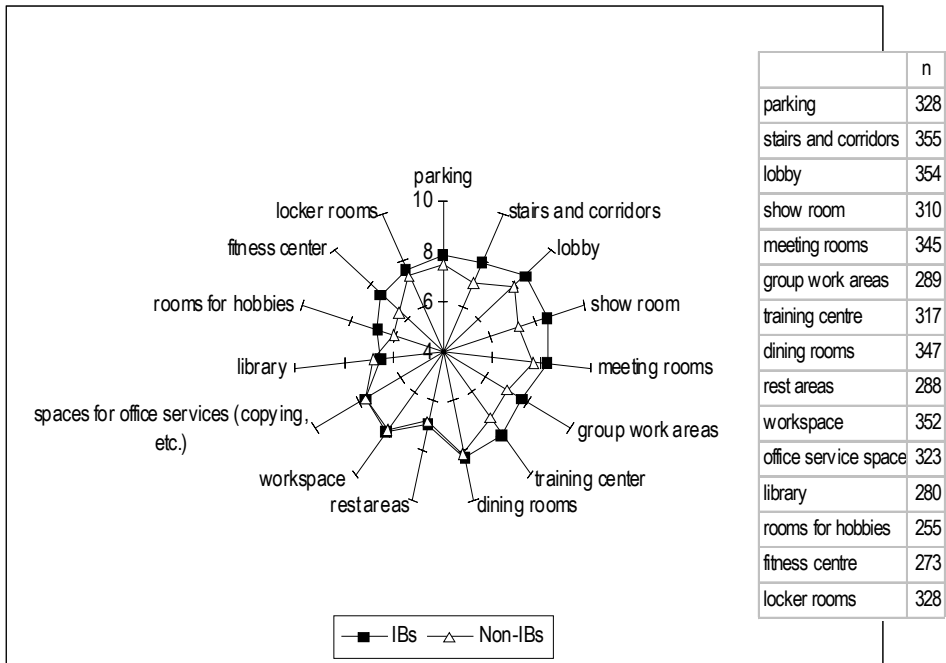 parking
10
8
6
4
stairs and corridors
lobby
show room
meeting rooms
group work areas
training center
dining rooms
rest areas
workspace
spaces for office services (copying,
etc.)
library
rooms for hobbies
fitness center
locker rooms
IBs Non-IBs
n
parking 328
stairs and corridors 355
lobby 354
show room 310
meeting rooms 345
group work areas 289
training centre 317
dining rooms 347
rest areas 288
workspace 352
office service space 323
library 280
rooms for hobbies 255
fitness centre 273
locker rooms 328